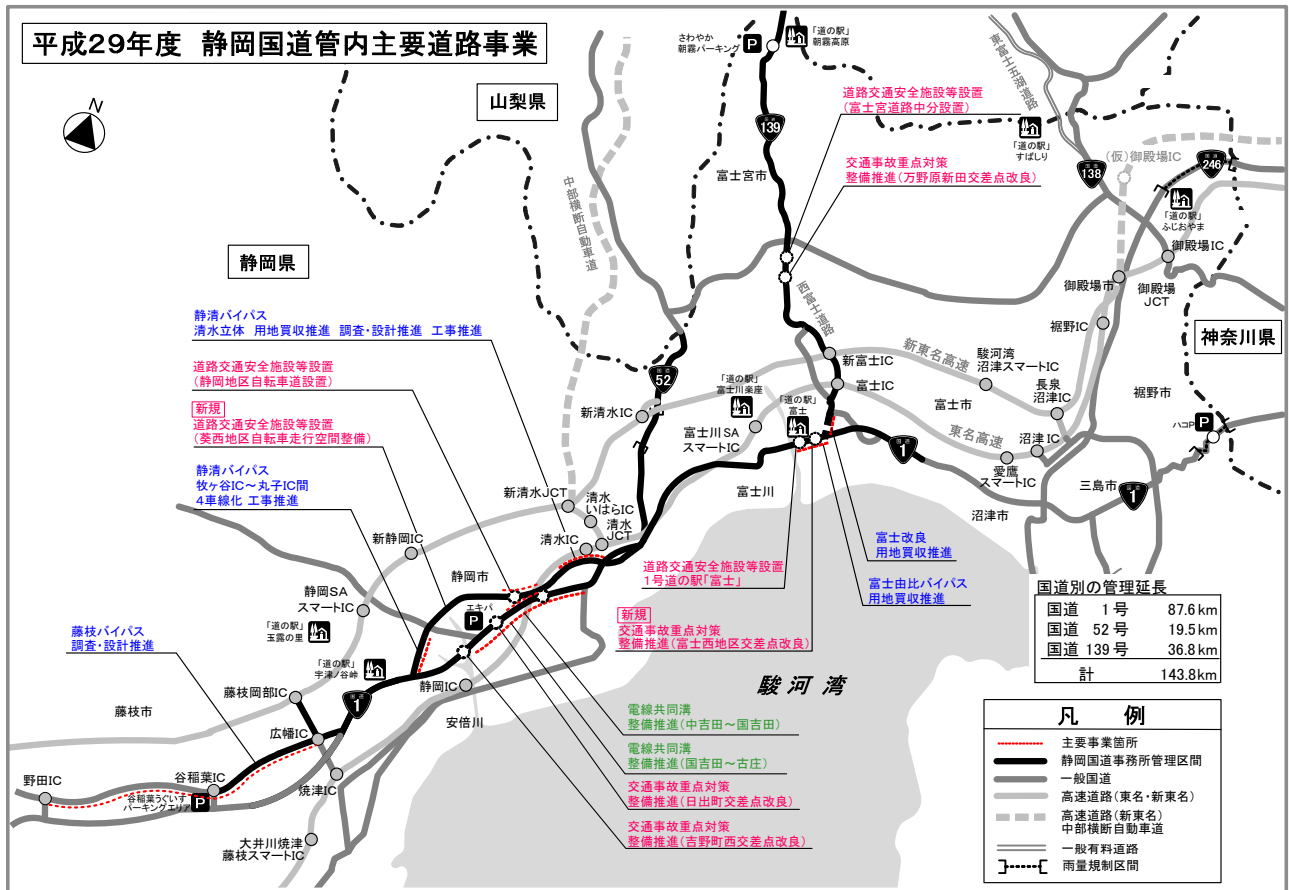 平成29年度 静岡国道管内主要道路事業
N
山梨県
静岡県
神奈川県
さわやか
朝霧パーキング
P
「道の駅」
朝霧高原
国道
139
東富士五湖道路
「道の駅」
すばしり
国道
138
(仮)御殿場IC
国道
246
「道の駅」
ふじおやま
御殿場IC
御殿場市
御殿場
JCT
裾野IC
裾野市
道路交通安全施設等設置
(富士宮道路中分設置)
交通事故重点対策
整備推進(万野原新田交差点改良)
富士宮市
中部横断自動車道
西富士道路
新富士IC
新東名高速
駿河湾
沼津スマートIC
長泉
沼津IC
富士IC
富士市
東名高速
沼津IC
愛鷹
スマートIC
ハコP
P
三島市
国道
1
沼津市
国道
1
静清バイパス
清水立体 用地買収推進 調査・設計推進 工事推進
道路交通安全施設等設置
(静岡地区自転車道設置)
新規
道路交通安全施設等設置
(葵西地区自転車走行空間整備)
静清バイパス
牧ヶ谷IC～丸子IC間
4車線化 工事推進
国道
52
新清水IC
「道の駅」
富士川楽座
「道の駅」
富士
富士川SA
スマートIC
富士川
新清水JCT
清水
いはらIC
清水
JCT
清水IC
新静岡IC
静岡市
エキパ
P
静岡SA
スマートIC
「道の駅」
玉露の里
「道の駅」
宇津ノ谷峠
藤枝バイパス
調査・設計推進
藤枝岡部IC
藤枝市
国道
1
静岡IC
安倍川
広幡IC
谷稲葉IC
野田IC
谷稲葉うぐいす
パーキングエリア
P
焼津IC
大井川焼津
藤枝スマートIC
道路交通安全施設等設置
1号道の駅「富士」
富士改良
用地買収推進
富士由比バイパス
用地買収推進
新規
交通事故重点対策
整備推進(富士西地区交差点改良)
駿河湾
電線共同溝
整備推進(中吉田～国吉田)
電線共同溝
整備推進(国吉田～古庄)
交通事故重点対策
整備推進(日出町交差点改良)
交通事故重点対策
整備推進(吉野町西交差点改良)
国道別の管理延長
国道 1号 87.6km
国道 52号 19.5km
国道 139号 36.8km
計 143.8km
凡例
主要事業箇所
静岡国道事務所管理区間
一般国道
高速道路(東名・新東名)
高速道路(新東名)
中部横断自動車道
一般有料道路
雨量規制区間